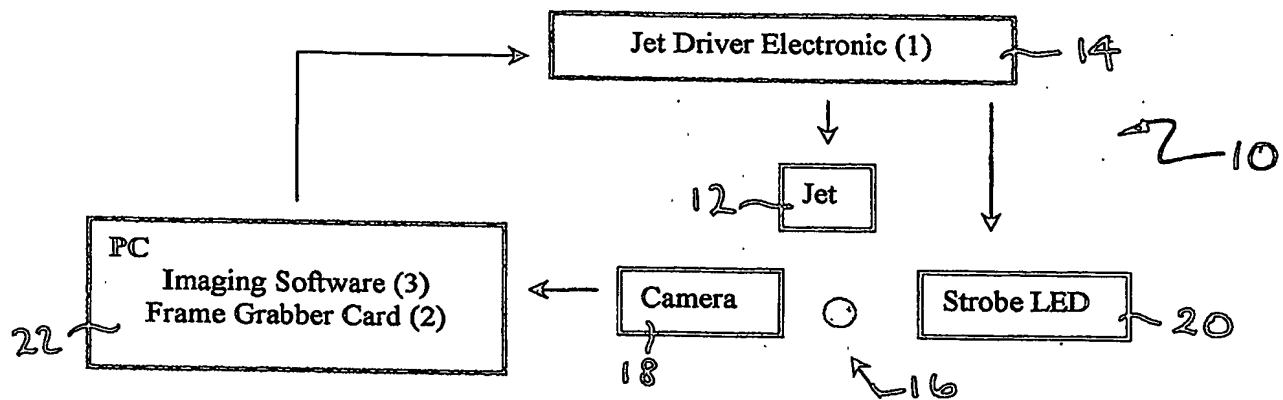 Jet Driver Electronic (1)
14
10
12
Jet
PC
Imaging Software (3)
Frame Grabber Card (2)
22
Camera
18
Strobe LED
20
16